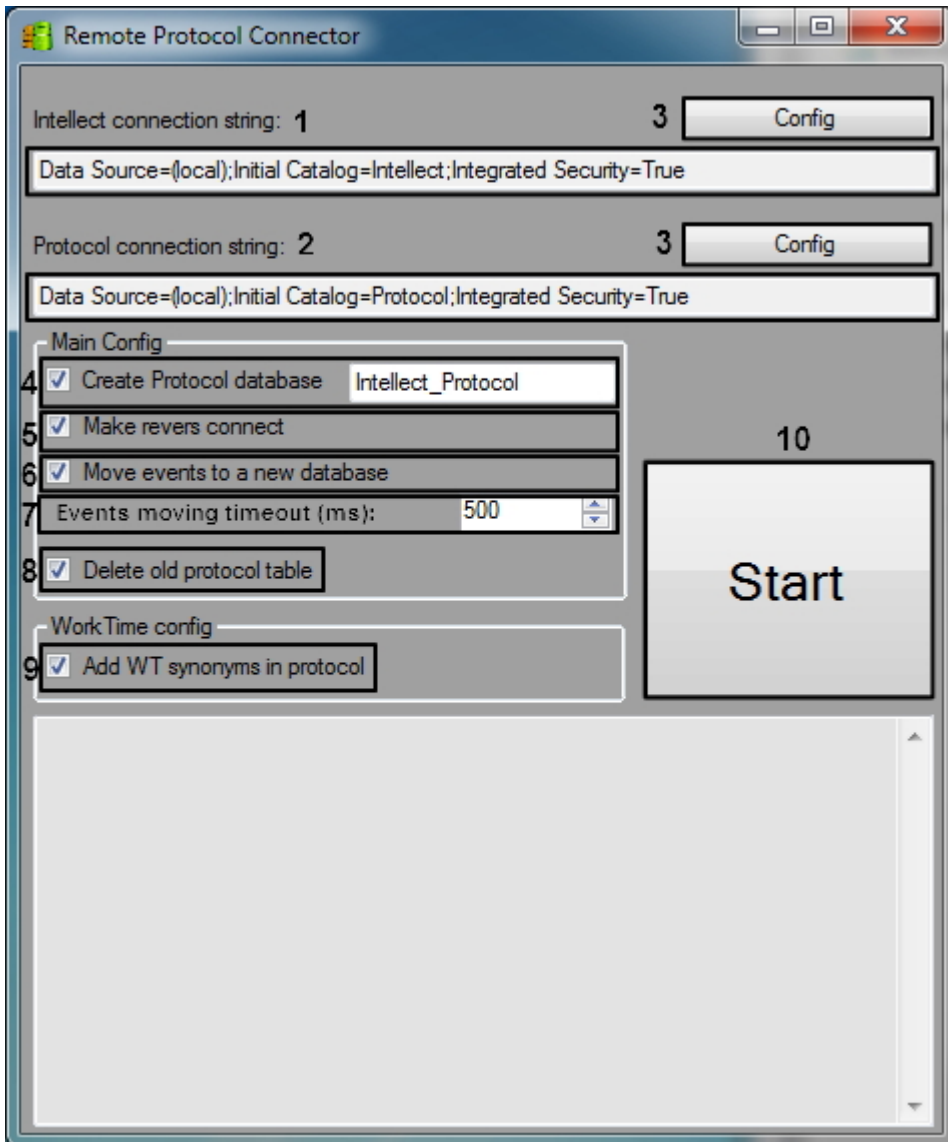 Remote Protocol Connector
Intellect connection string: 1 3 Config
Data Source=(local);Initial Catalog=Intellect;Integrated Security=True
Protocol connection string: 2 3 Config
Data Source=(local);Initial Catalog=Protocol;Integrated Security=True
Main Config
4 Create Protocol database Intellect_Protocol
5 Make revers connect
6 Move events to a new database
7 Events moving timeout (ms): 500
8 Delete old protocol table
10
Start
WorkTime config
9 Add WT synonyms in protocol